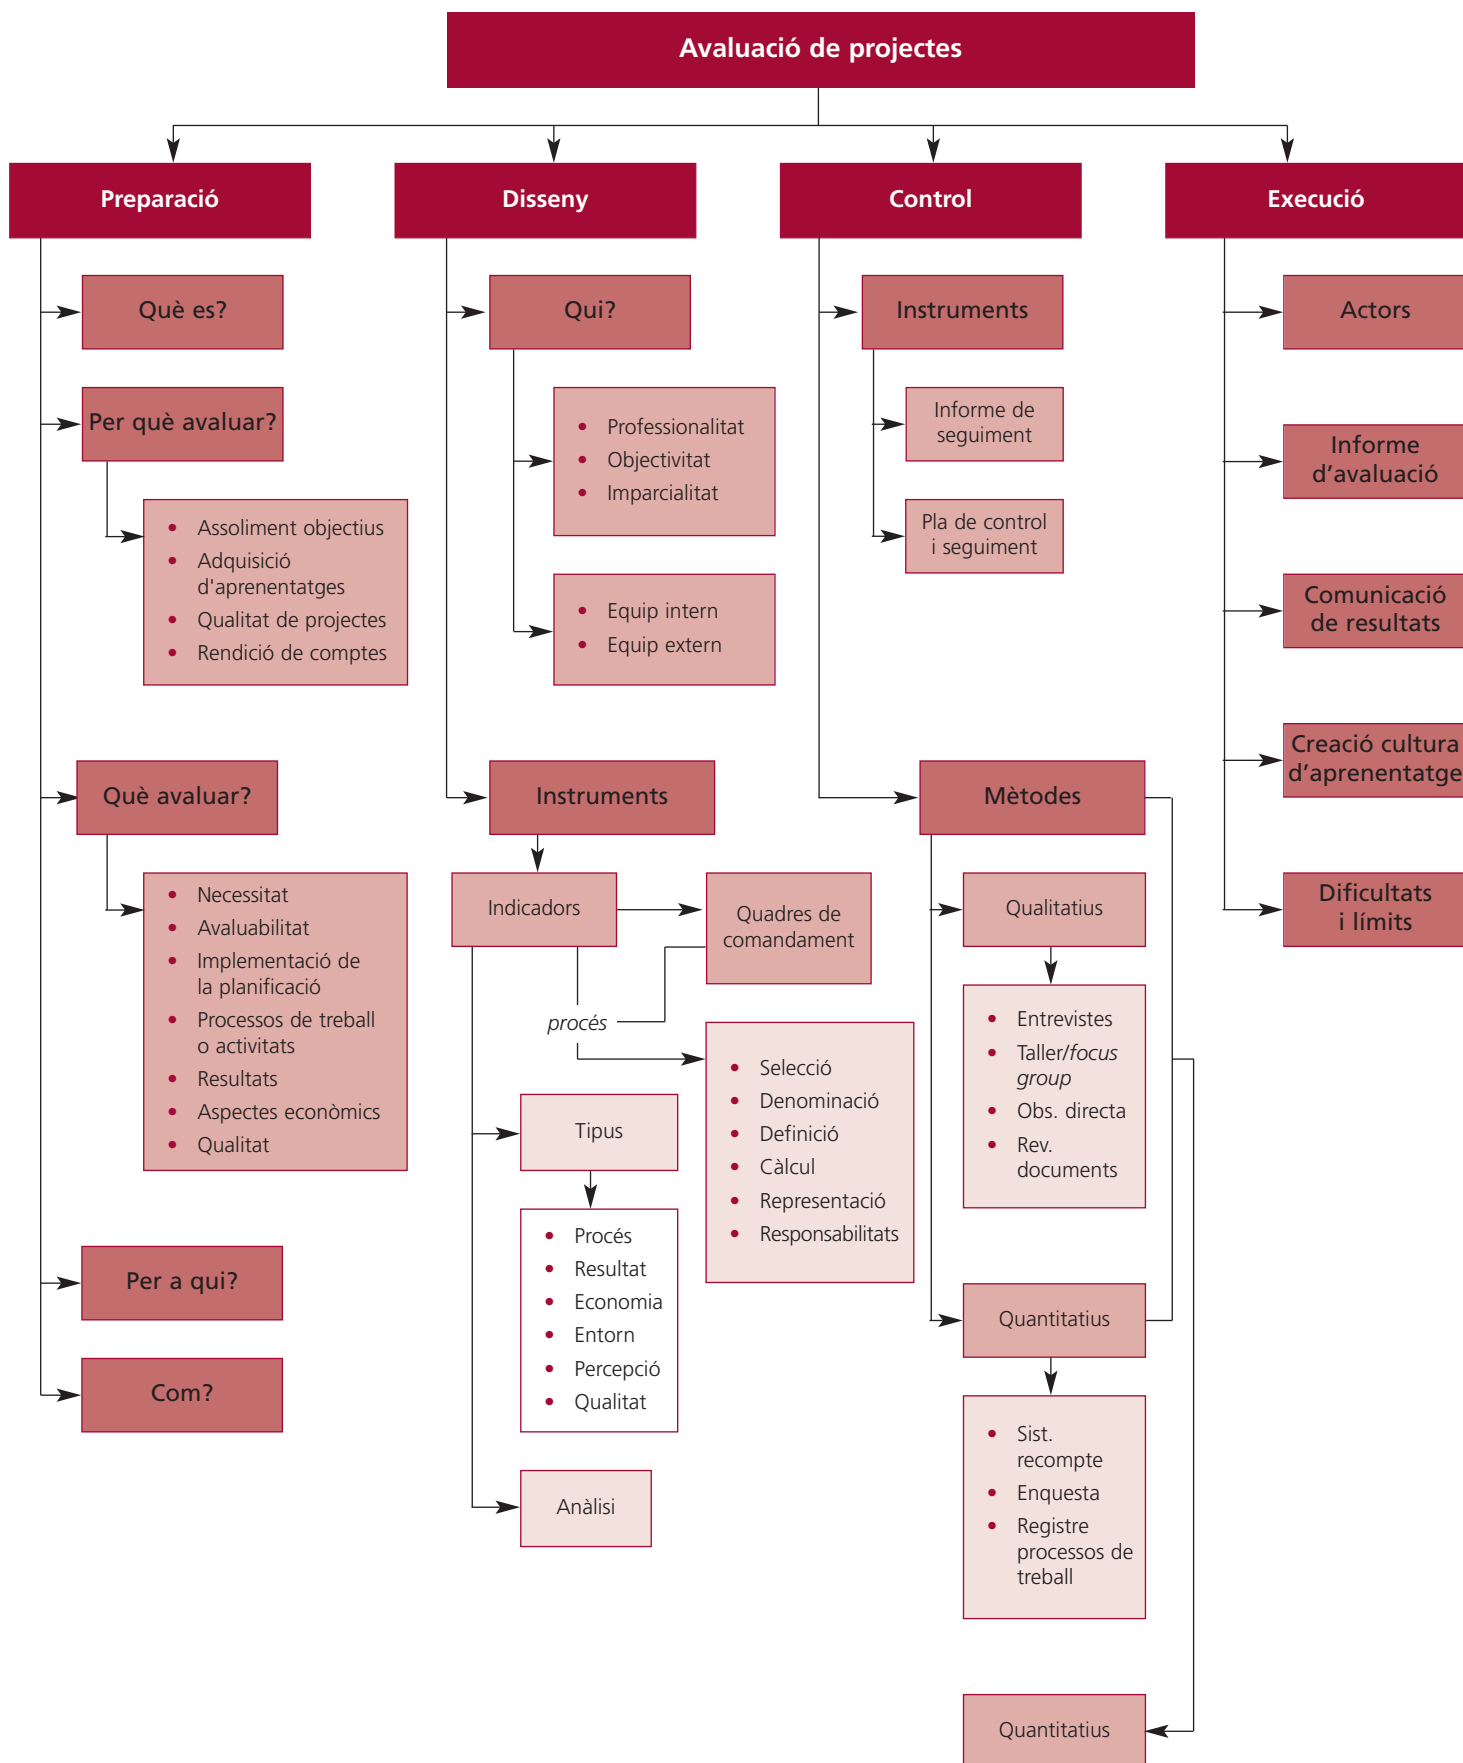 Avaluació de projectes
Preparació
Què es?
Per què avaluar?
• Assoliment objectius
• Adquisició
d'aprenentatges
• Qualitat de projectes
• Rendició de comptes
Què avaluar?
• Necessitat
• Avaluabilitat
• Implementació de
la planificació
• Processos de treball
o activitats
• Resultats
• Aspectes econòmics
• Qualitat
Per a qui?
Com?
Disseny
Qui?
• Professionalitat
• Objectivitat
• Imparcialitat
• Equip intern
• Equip extern
Instruments
Indicadors
Quadres de
comandament
procés
• Selecció
• Denominació
• Definició
• Càlcul
• Representació
• Responsabilitats
Tipus
• Procés
• Resultat
• Economia
• Entorn
• Percepció
• Qualitat
Anàlisi
Control
Instruments
Informe de
seguiment
Pla de control
i seguiment
Mètodes
Qualitatius
• Entrevistes
• Taller/focus
group
• Obs. directa
• Rev.
documents
Quantitatius
• Sist.
recompte
• Enquesta
• Registre
processos de
treball
Quantitatius
Execució
Actors
Informe
d’avaluació
Comunicació
de resultats
Creació cultura
d’aprenentatge
Dificultats
i límits